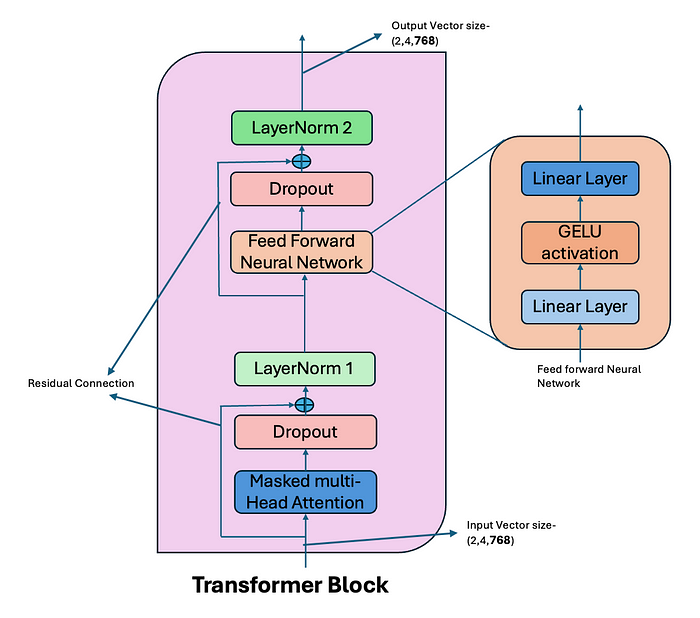 Output Vector size-
(2,4,768)
LayerNorm 2
Dropout
Feed Forward
Neural Network
Linear Layer
GELU
activation
Linear Layer
Feed forward Neural
Network
LayerNorm 1
Residual Connection
Dropout
Masked multi-
Head Attention
Input Vector size-
(2,4,768)
Transformer Block